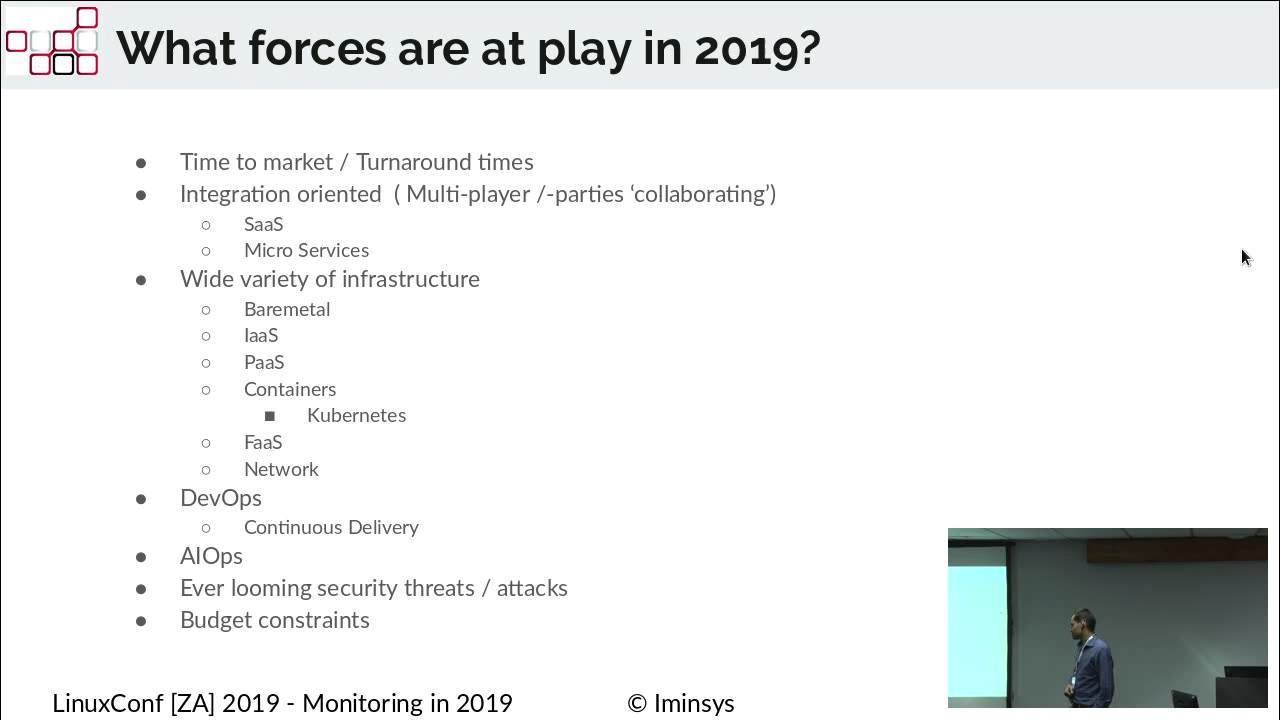 What forces are at play in 2019?
● Time to market / Turnaround times
● Integration oriented ( Multi-player /-parties ‘collaborating’)
○ SaaS
○ Micro Services
● Wide variety of infrastructure
○ Baremetal
○ IaaS
○ PaaS
○ Containers
■ Kubernetes
○ FaaS
○ Network
● DevOps
○ Continuous Delivery
● AIOps
● Ever looming security threats / attacks
● Budget constraints
LinuxConf [ZA] 2019 - Monitoring in 2019 © Iminsys